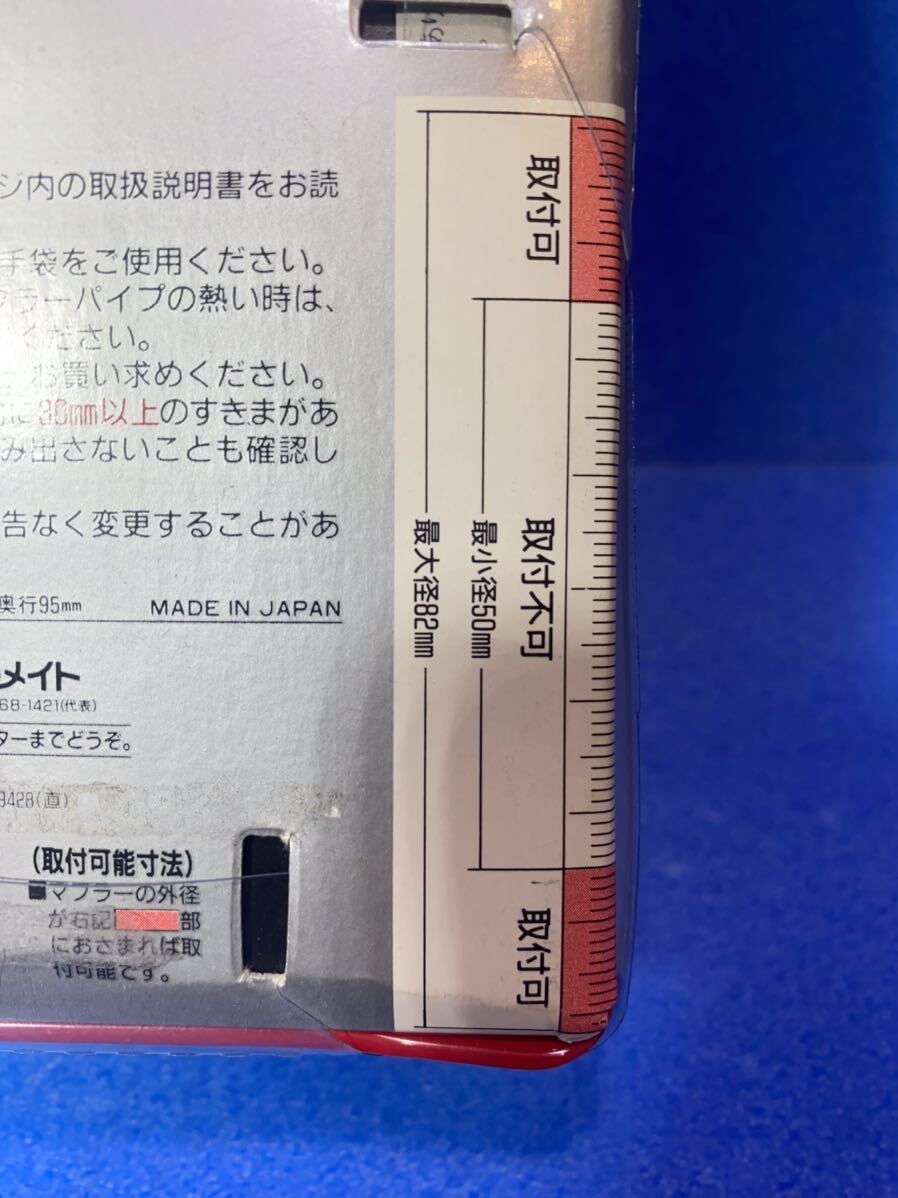 ジ内の取扱説明書をお読
手袋をご使用ください。
フラーパイプの熱い時は、
ください。
お買い求めください。
に30mm以上のすきまがあ
み出さないことも確認し
告なく変更することがあ
奥行95mm MADE IN JAPAN
メイト
68-1421(代表)
ターまでどうぞ。
9428(直)
(取付可能寸法)
■マフラーの外径
が右記 部
におさまれば取
付可能です。
取付可
取付不可
最小径50mm
最大径82mm
取付可